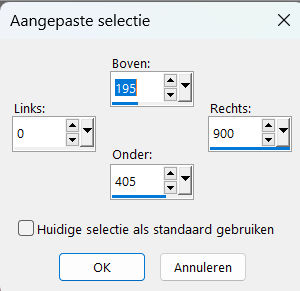 Aangepaste selectie
Boven:
195
Links:
0
Rechts:
900
Onder:
405
Huidige selectie als standaard gebruiken
OK
Annuleren